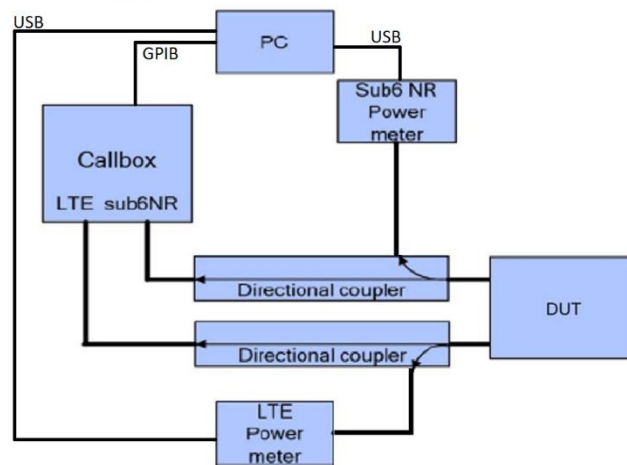 USB
PC
USB
GPIB
Sub6 NR
Power
meter
Callbox
LTE sub6NR
Directional coupler
DUT
Directional coupler
LTE
Power
meter